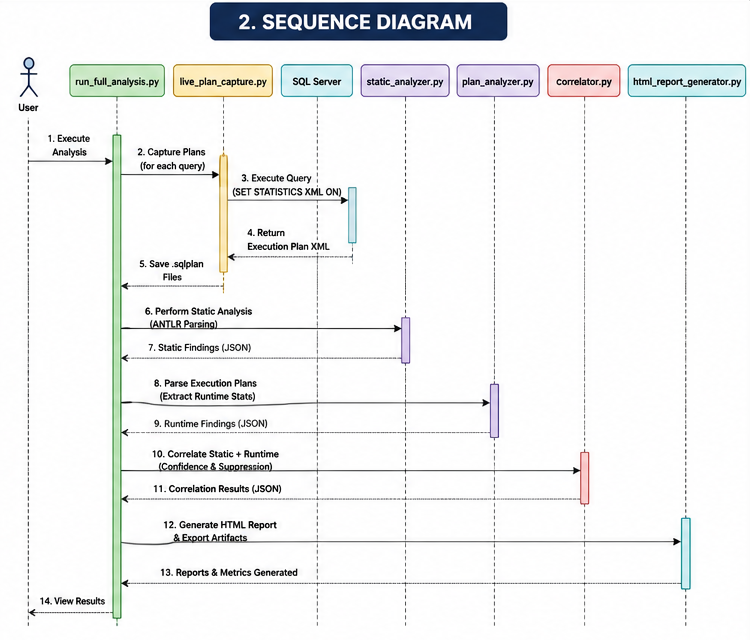 2. SEQUENCE DIAGRAM
User
run_full_analysis.py
live_plan_capture.py
SQL Server
static_analyzer.py
plan_analyzer.py
correlator.py
html_report_generator.py
1. Execute
Analysis
2. Capture Plans
(for each query)
3. Execute Query
(SET STATISTICS XML ON)
4. Return
Execution Plan XML
5. Save .sqlplan
Files
6. Perform Static Analysis
(ANTLR Parsing)
7. Static Findings (JSON)
8. Parse Execution Plans
(Extract Runtime Stats)
9. Runtime Findings (JSON)
10. Correlate Static + Runtime
(Confidence & Suppression)
11. Correlation Results (JSON)
12. Generate HTML Report
& Export Artifacts
13. Reports & Metrics Generated
14. View Results